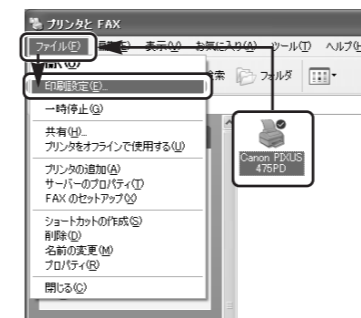 プリンタと FAX
ファイル(F) 表示(V) お気に入り(A) ツール(T) ヘルプ(H
印刷設定(E)...
フォルダ
一時停止(G)
共有(H)...
プリンタをオフラインで使用する(U)
プリンタの追加(A)
サーバーのプロパティ(T)
FAX のセットアップ(X)
ショートカットの作成(S)
削除(D)
名前の変更(M)
プロパティ(R)
閉じる(C)
Canon PIXUS
475PD